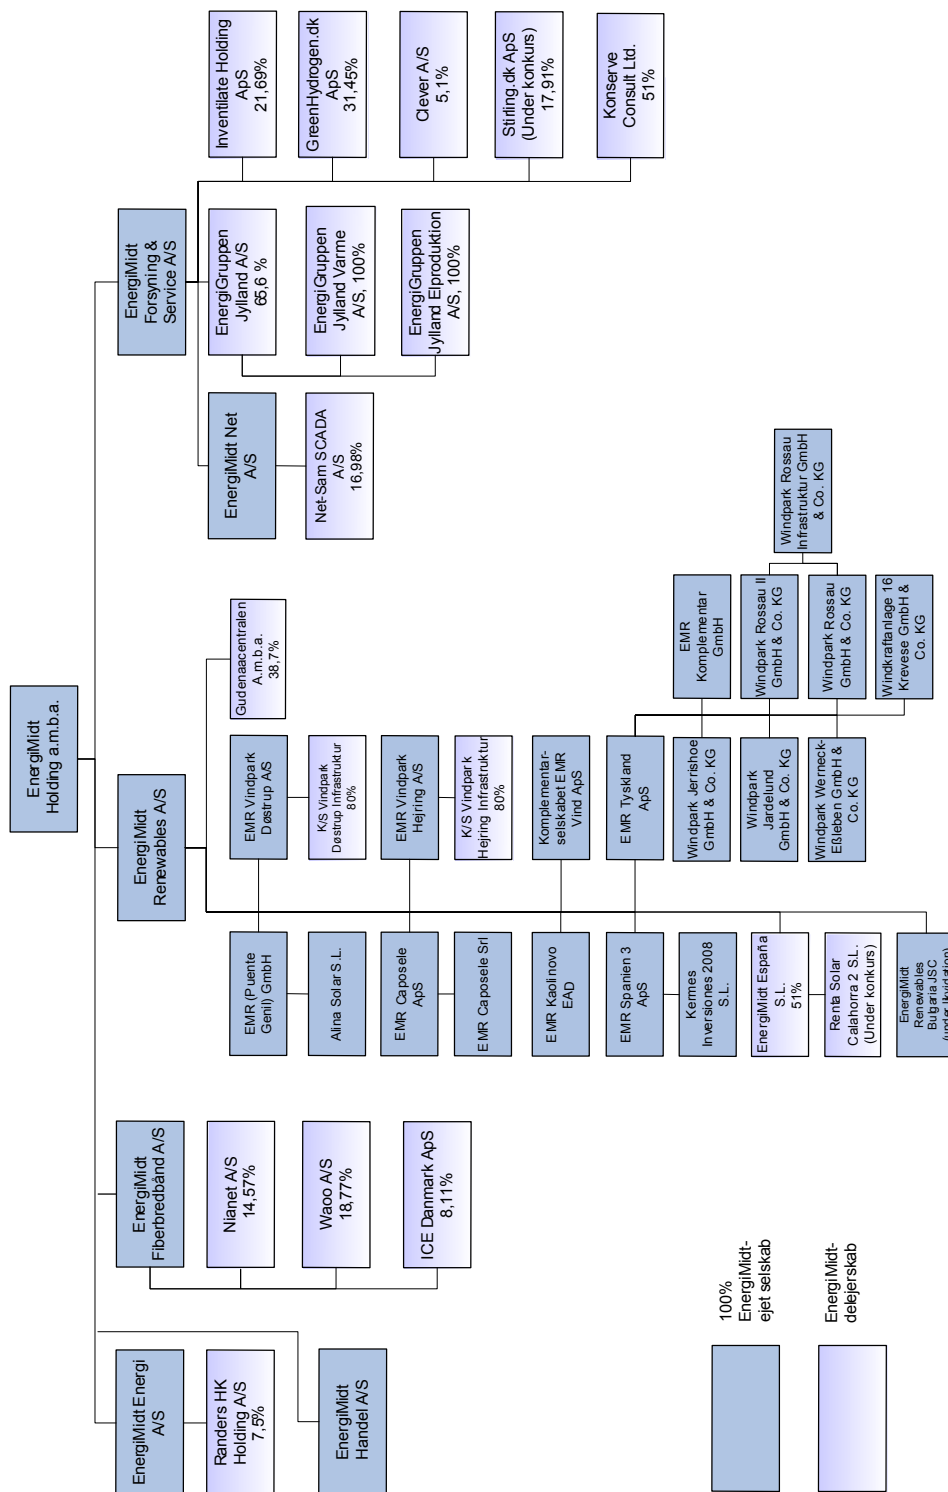 EnergiMidt
Holding a.m.b.a.
EnergiMidt Energi
A/S
Randers HK
Holding A/S
7,5%
EnergiMidt
Handel A/S
EnergiMidt
Fiberbredbånd A/S
Nianet A/S
14,57%
Waoo A/S
18,77%
ICE Danmark ApS
8,11%
EnergiMidt
Renewables A/S
Gudenaacentralen
A.m.b.a.
38,7%
EMR (Puente
Genil) GmbH
Alina Solar S.L.
EMR Caposele
ApS
EMR Caposele Srl
EMR Kaolinovo
EAD
EMR Spanien 3
ApS
Kermes
Inversiones 2008
S.L.
EnergiMidt España
S.L.
51%
Renta Solar
Calahorra 2 S.L.
(Under konkurs)
EnergiMidt
Renewables
Bulgaria JSC
(under likvidation)
EMR Vindpark
Døstrup A/S
K/S Vindpark
Døstrup Infrastruktur
80%
EMR Vindpark
Hejring A/S
K/S Vindpark
Hejring Infrastruktur
80%
Komplementar-
selskabet EMR
Vind ApS
EMR Tyskland
ApS
Windpark Jerrishoe
GmbH & Co. KG
Windpark
Jardelund
GmbH & Co. KG
Windpark Werneck-
Eßleben GmbH &
Co. KG
EMR
Komplementar
GmbH
Windpark Rossau II
GmbH & Co. KG
Windpark Rossau
GmbH & Co. KG
Windkraftanlage 16
Krevese GmbH &
Co. KG
Windpark Rossau
Infrastruktur GmbH
& Co. KG
EnergiMidt
Forsyning &
Service A/S
EnergiMidt Net
A/S
Net-Sam SCADA
A/S
16,98%
EnergiGruppen
Jylland A/S
65,6 %
EnergiGruppen
Jylland Varme
A/S, 100%
EnergiGruppen
Jylland Elproduktion
A/S, 100%
Inventilate Holding
ApS
21,69%
GreenHydrogen.dk
ApS
31,45%
Clever A/S
5,1%
Stirling.dk ApS
(Under konkurs)
17,91%
Konserve
Consult Ltd.
51%
100%
EnergiMidt-
ejet selskab
EnergiMidt-
delejerskab